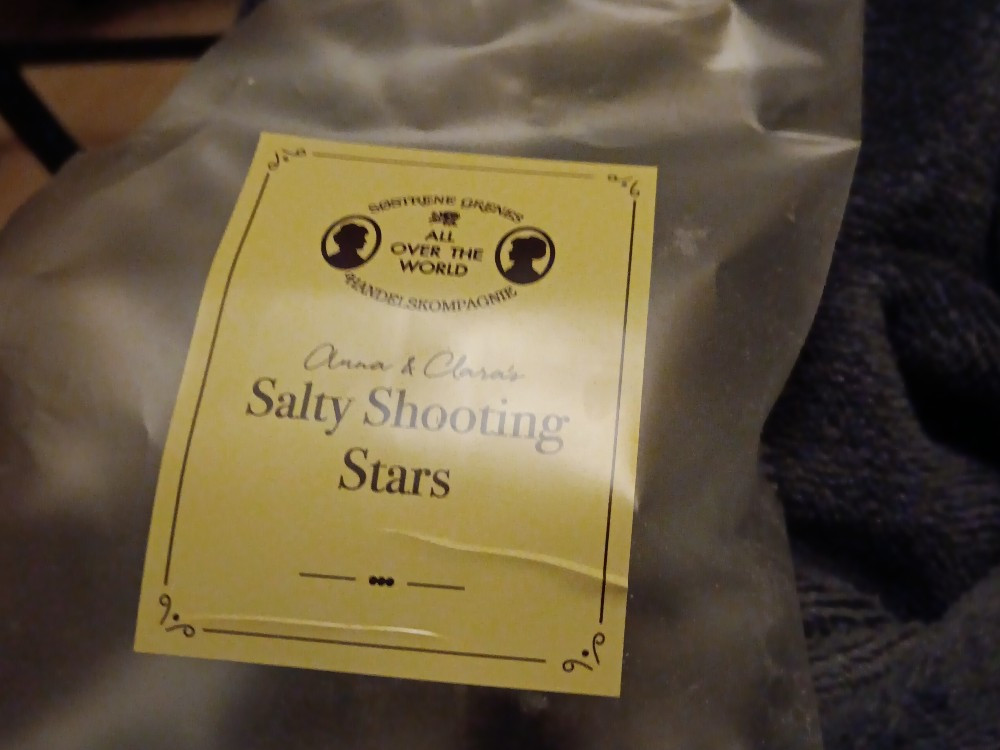 SØSTRENE GRENES
ALL
OVER THE
WORLD
HANDELSKOMPAGNIE
Anna & Clara's
Salty Shooting
Stars